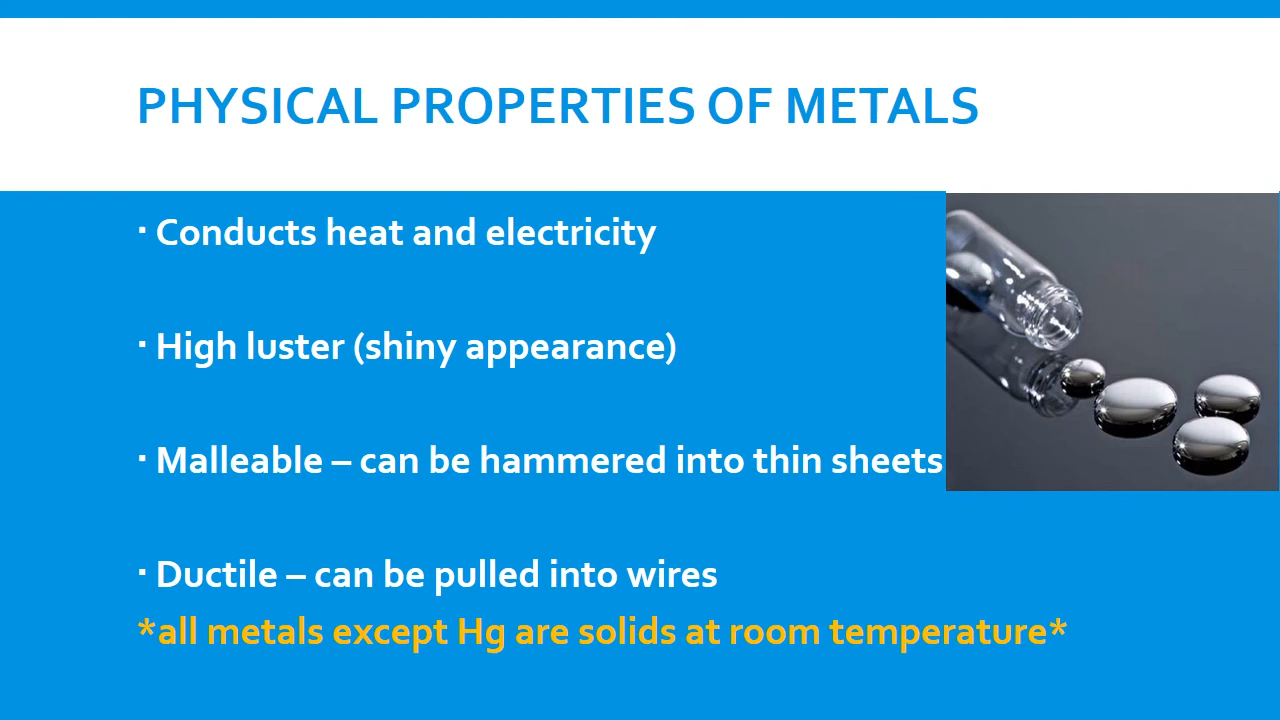 PHYSICAL PROPERTIES OF METALS
▪ Conducts heat and electricity
▪ High luster (shiny appearance)
▪ Malleable – can be hammered into thin sheets
▪ Ductile – can be pulled into wires
*all metals except Hg are solids at room temperature*